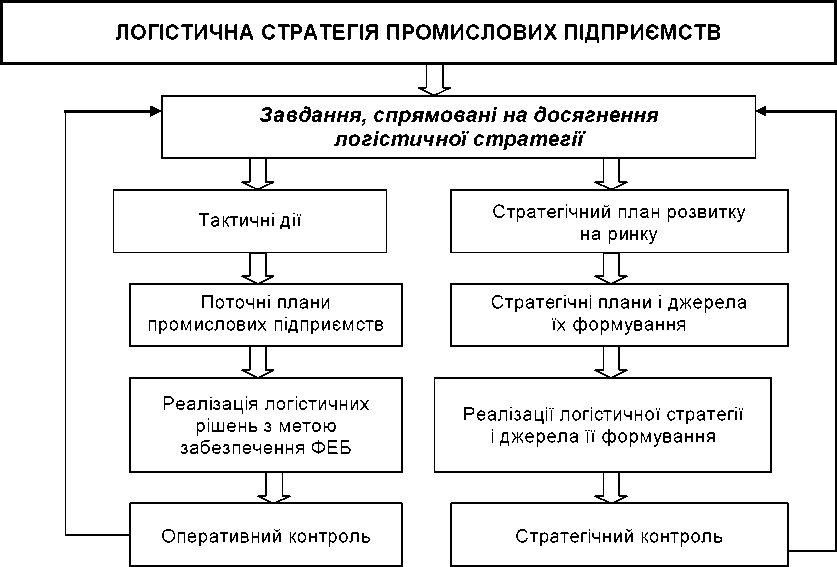 ЛОГІСТИЧНА СТРАТЕГІЯ ПРОМИСЛОВИХ ПІДПРИЄМСТВ
Завдання, спрямовані на досягнення
логістичної стратегії
Тактичні дії
Стратегічний план розвитку
на ринку
Поточні плани
промислових підприємств
Стратегічні плани і джерела
їх формування
Реалізація логістичних
рішень з метою
забезпечення ФЕБ
Реалізації логістичної стратегії
і джерела її формування
Оперативний контроль
Стратегічний контроль